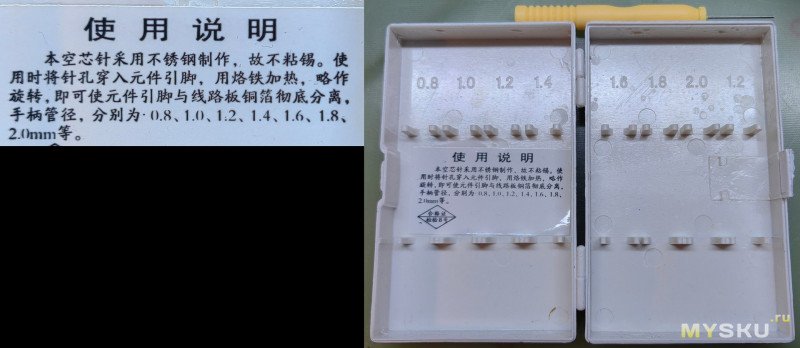 使用说明
本空芯针采用不锈钢制作，故不粘锡。使
用时将针孔穿入元件引脚，用烙铁加热，略作
旋转，即可使元件引脚与线路板铜箔彻底分离，
手柄管径，分别为：0.8、1.0、1.2、1.4、1.6、1.8、
2.0mm等。
0.8 1.0 1.2 1.4
1.6 1.8 2.0 1.2
使用说明
本空芯针采用不锈钢制作，故不粘锡。使
用时将针孔穿入元件引脚，用烙铁加热，略作
旋转，即可使元件引脚与线路板铜箔彻底分离，
手柄管径，分别为：0.8、1.0、1.2、1.4、1.6、1.8、
2.0mm等。
合格证
MYSKU.ru